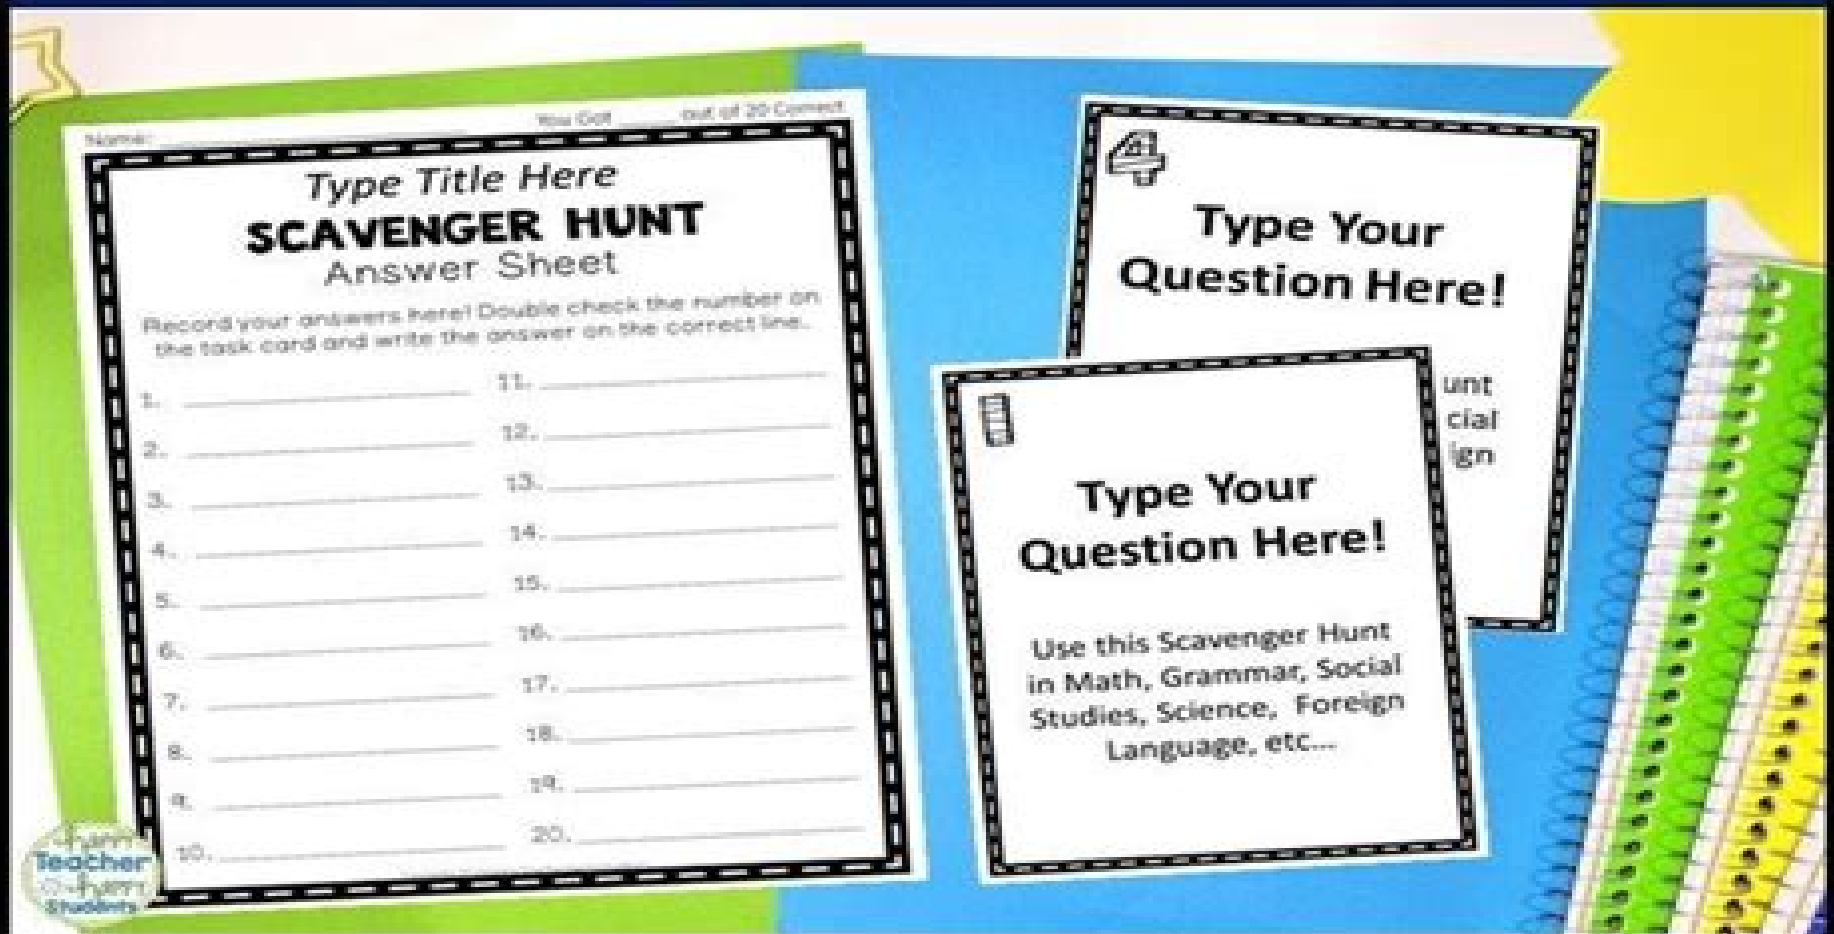 Name:
You Got ______ out of 20 Correct
Type Title Here
SCAVENGER HUNT
Answer Sheet
Record your answers here! Double check the number on
the task card and write the answer on the correct line.
1.
2.
3.
4.
5.
6.
7.
8.
9.
10.
11.
12.
13.
14.
15.
16.
17.
18.
19.
20.
4
Type Your
Question Here!
unt
cial
ign
1
Type Your
Question Here!
Use this Scavenger Hunt
in Math, Grammar, Social
Studies, Science, Foreign
Language, etc...
Teacher
Students